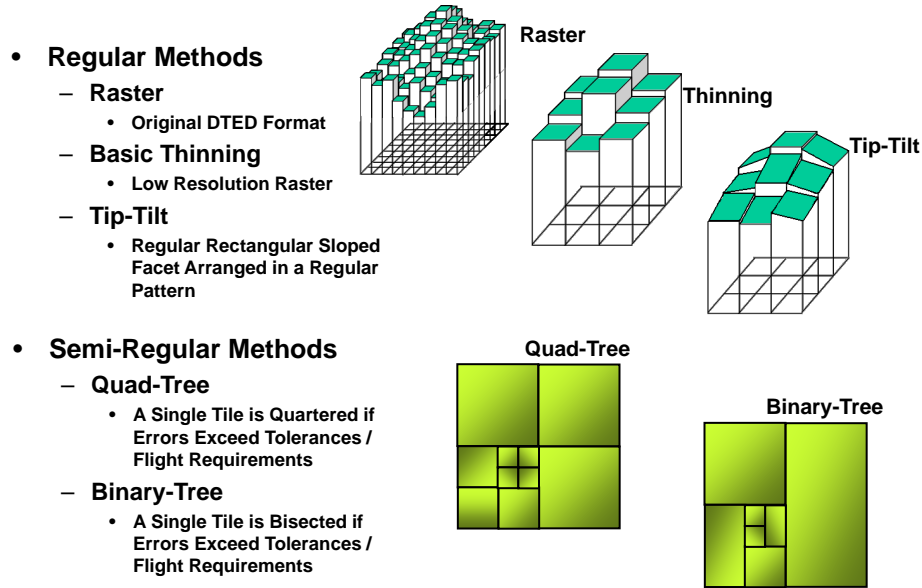 • Regular Methods
– Raster
• Original DTED Format
– Basic Thinning
• Low Resolution Raster
– Tip-Tilt
• Regular Rectangular Sloped
Facet Arranged in a Regular
Pattern
Raster
Thinning
Tip-Tilt
• Semi-Regular Methods
– Quad-Tree
• A Single Tile is Quartered if
Errors Exceed Tolerances /
Flight Requirements
– Binary-Tree
• A Single Tile is Bisected if
Errors Exceed Tolerances /
Flight Requirements
Quad-Tree
Binary-Tree